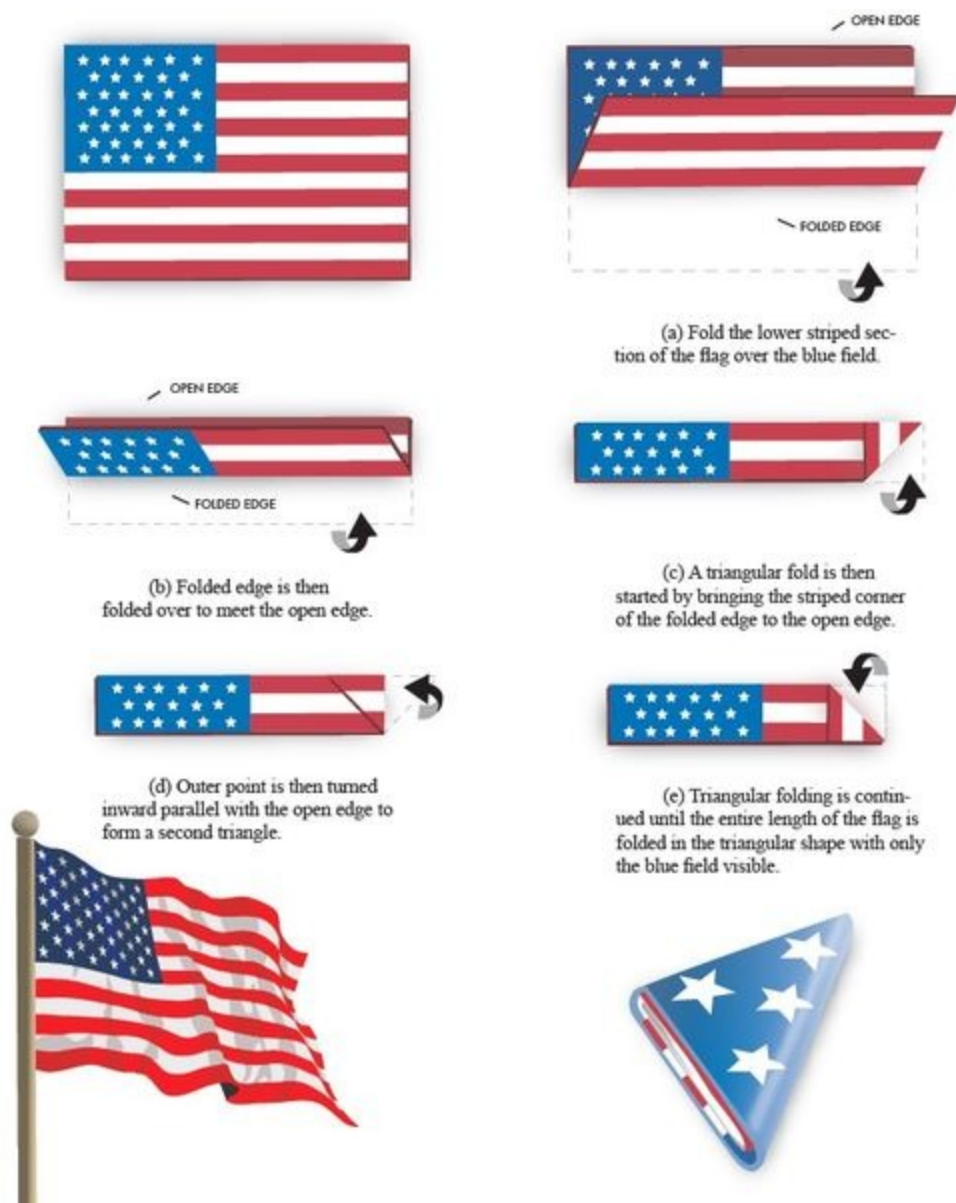 OPEN EDGE
FOLDED EDGE
(a) Fold the lower striped sec-
tion of the flag over the blue field.
OPEN EDGE
FOLDED EDGE
(b) Folded edge is then
folded over to meet the open edge.
(c) A triangular fold is then
started by bringing the striped corner
of the folded edge to the open edge.
(d) Outer point is then turned
inward parallel with the open edge to
form a second triangle.
(e) Triangular folding is contin-
ued until the entire length of the flag is
folded in the triangular shape with only
the blue field visible.